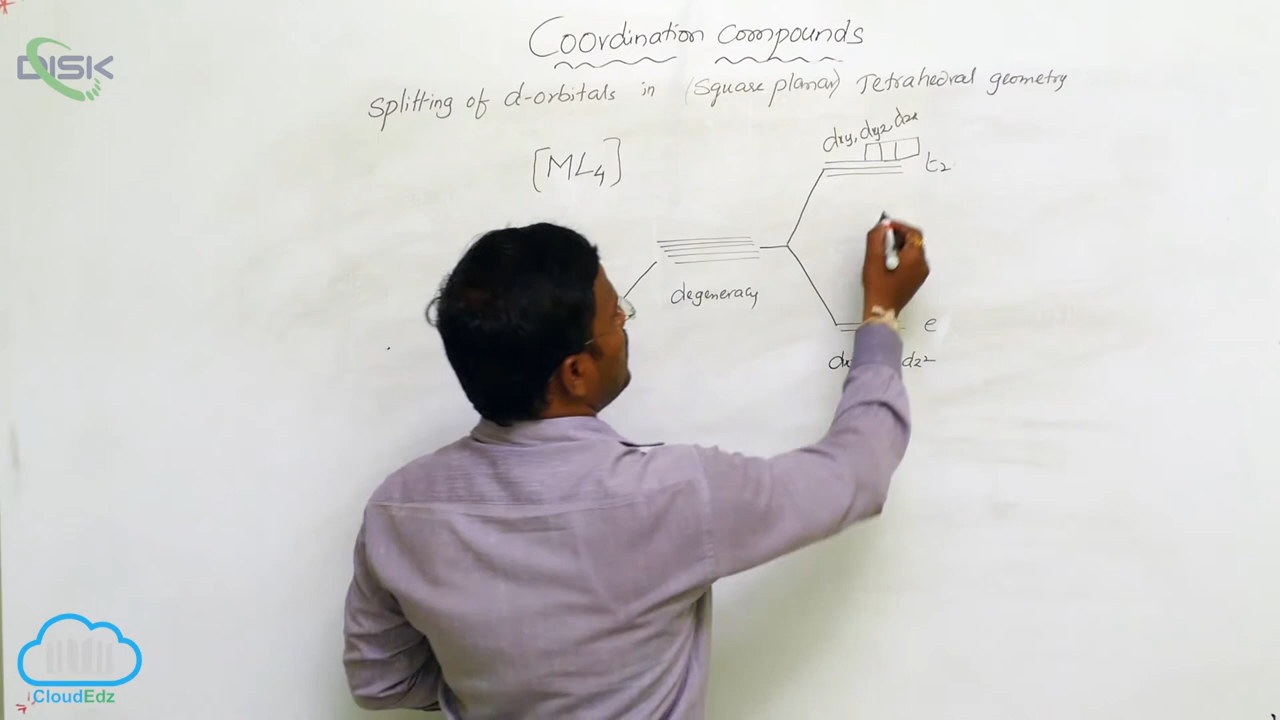 DISK
Coordination Compounds
Splitting of d-orbitals in (Square planar) Tetrahedral geometry
[ML4]
dxy, dyz, dzx
t2
degeneracy
e
dz²
CloudEdz